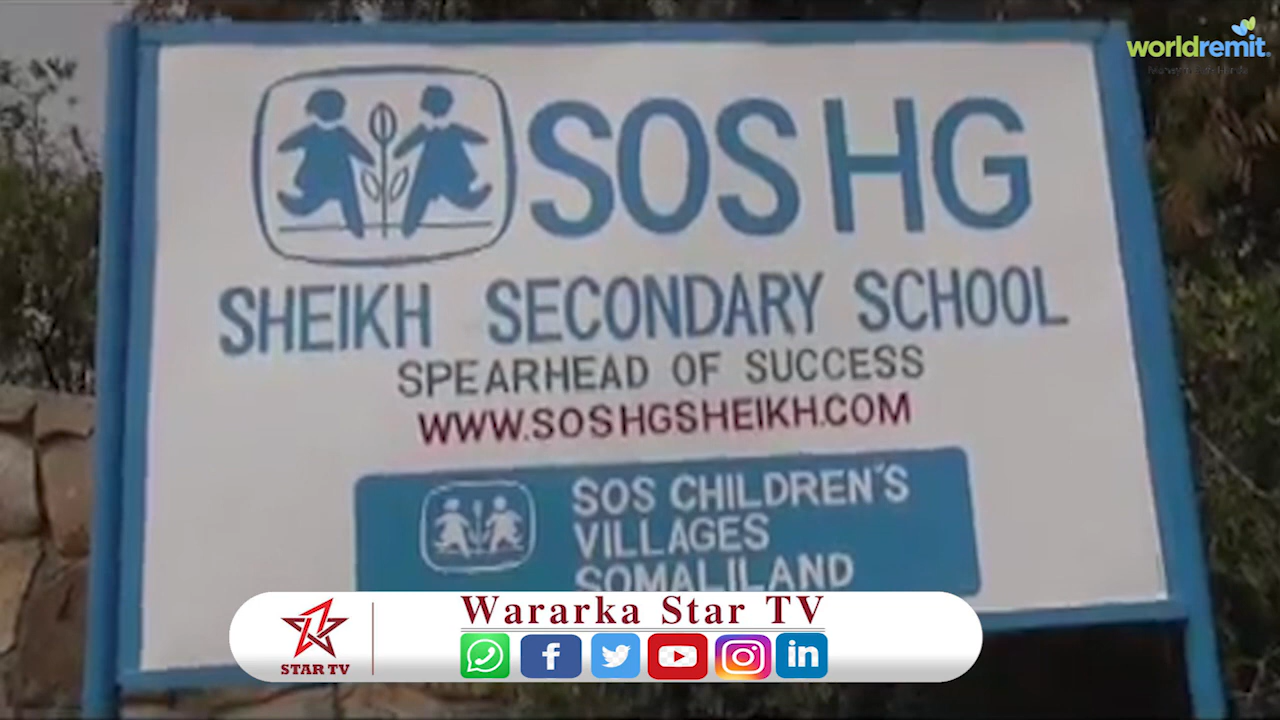 worldremit
SOS HG
SHEIKH SECONDARY SCHOOL
SPEARHEAD OF SUCCESS
WWW.SOSHGSHEIKH.COM
SOS CHILDREN'S
VILLAGES
SOMALILAND
Wararka Star TV
STAR TV